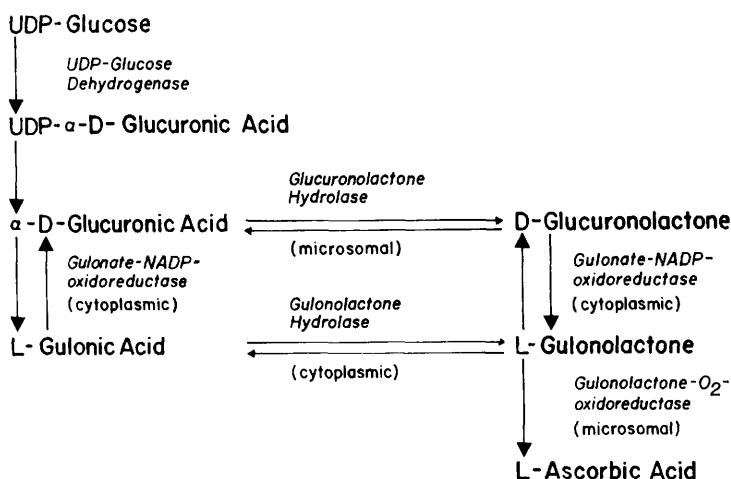 UDP-Glucose
UDP-Glucose
Dehydrogenase
UDP-α-D-Glucuronic Acid
Glucuronolactone
Hydrolase
α-D-Glucuronic Acid
D-Glucuronolactone
(microsomal)
Gulonate-NADP-
oxidoreductase
(cytoplasmic)
Gulonate-NADP-
oxidoreductase
(cytoplasmic)
Gulonolactone
Hydrolase
L-Gulonic Acid
L-Gulonolactone
(cytoplasmic)
Gulonolactone-O2-
oxidoreductase
(microsomal)
L-Ascorbic Acid